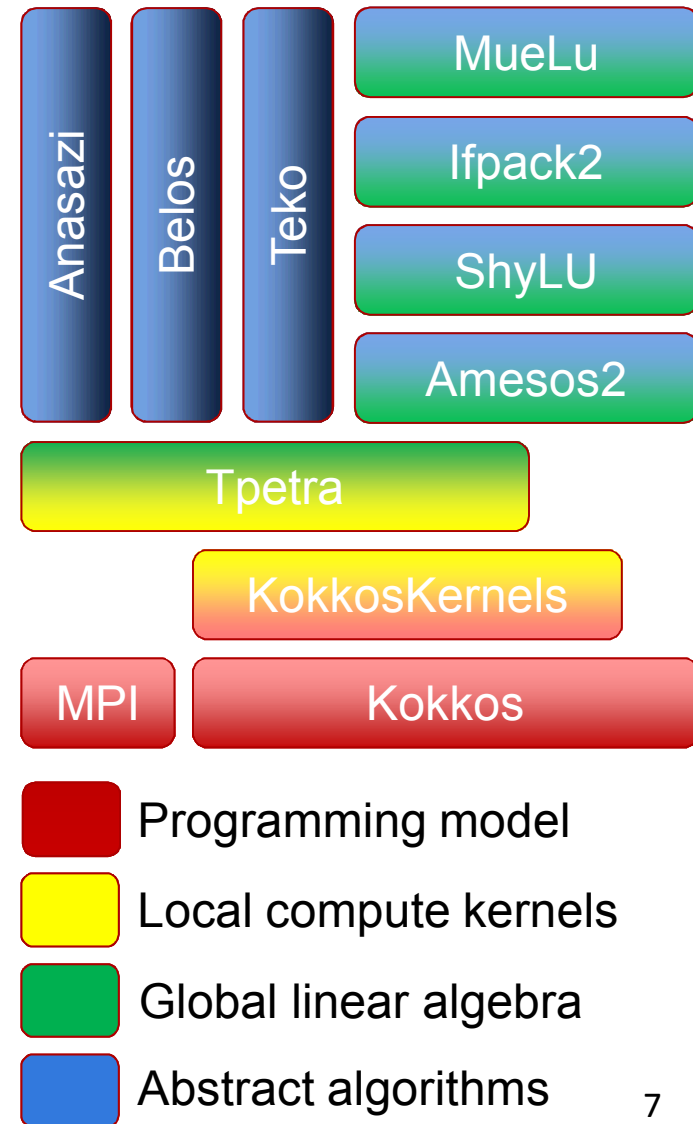 Anasazi
Belos
Teko
MueLu
Ifpack2
ShyLU
Amesos2
Tpetra
KokkosKernels
MPI
Kokkos
Programming model
Local compute kernels
Global linear algebra
Abstract algorithms
7